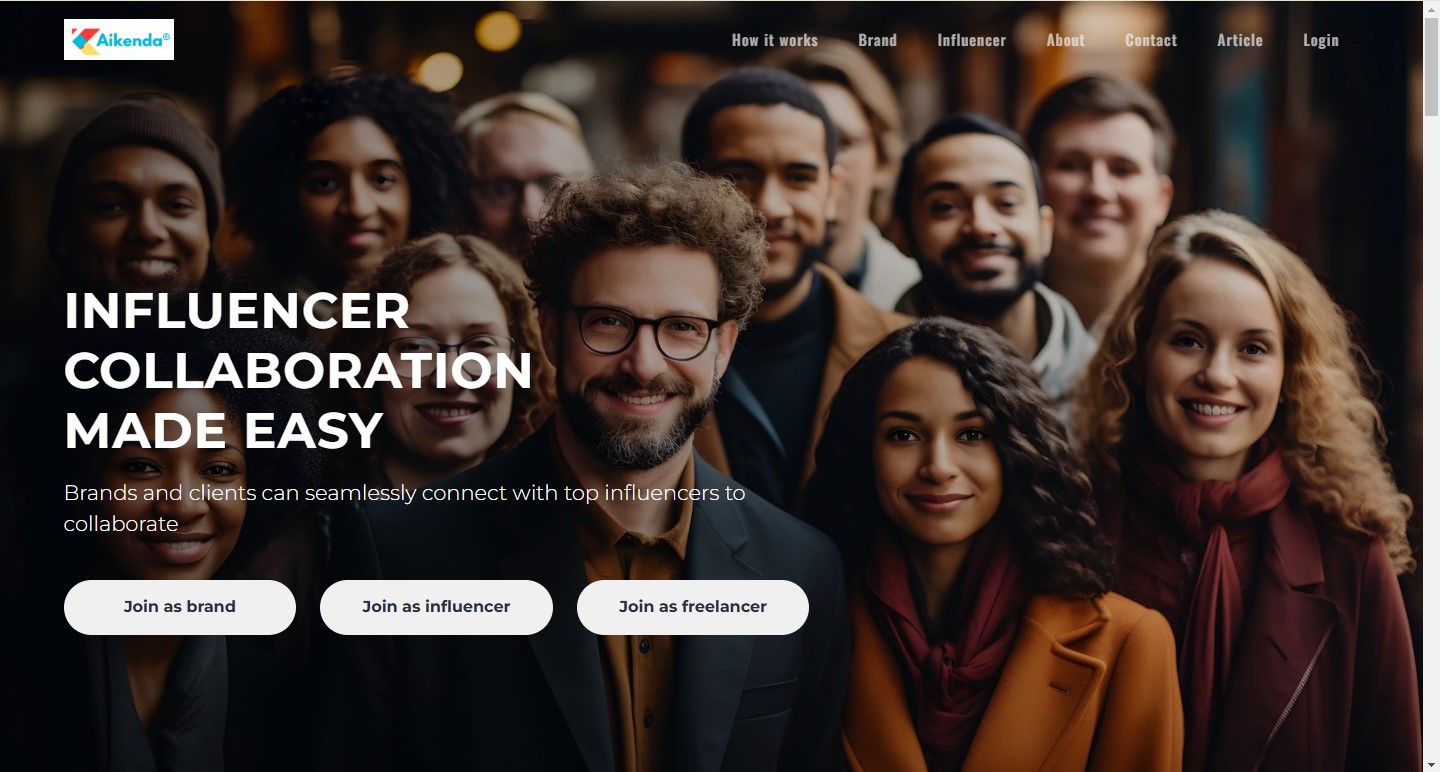 Aikenda®
How it works Brand Influencer About Contact Article Login
INFLUENCER
COLLABORATION
MADE EASY
Brands and clients can seamlessly connect with top influencers to
collaborate
Join as brand Join as influencer Join as freelancer